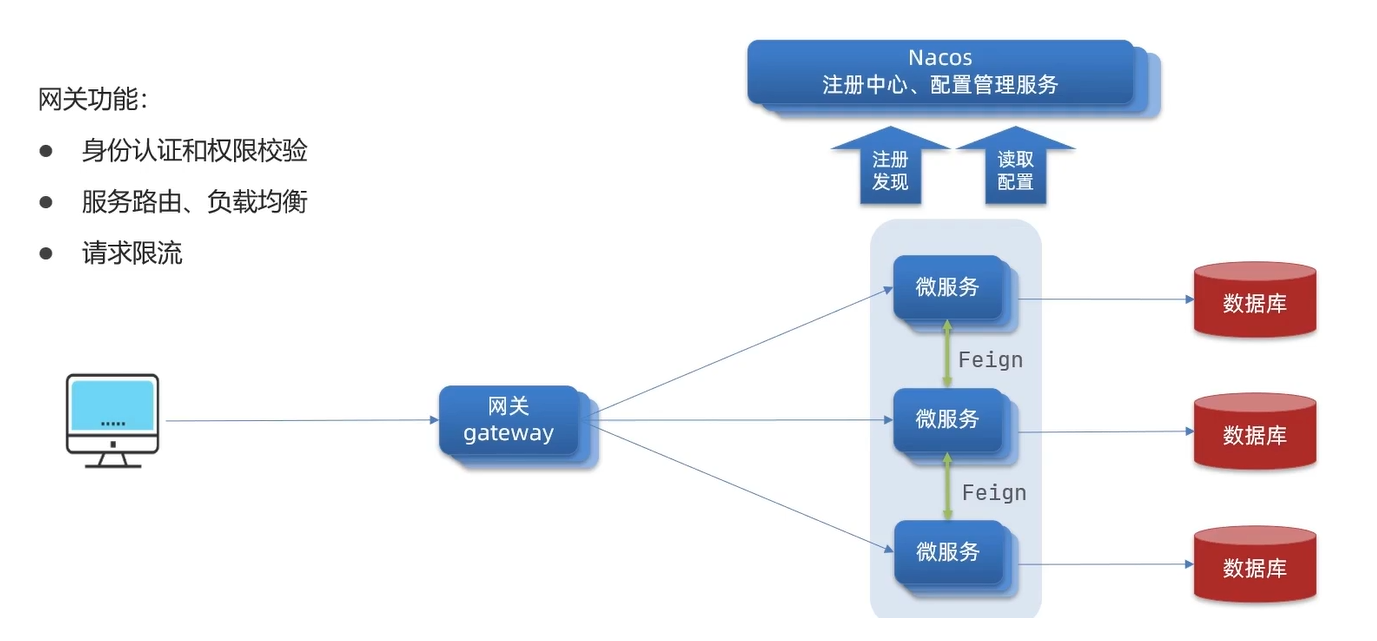 网关功能：
● 身份认证和权限校验
● 服务路由、负载均衡
● 请求限流
Nacos
注册中心、配置管理服务
注册
发现
读取
配置
网关
gateway
微服务
Feign
微服务
Feign
微服务
数据库
数据库
数据库